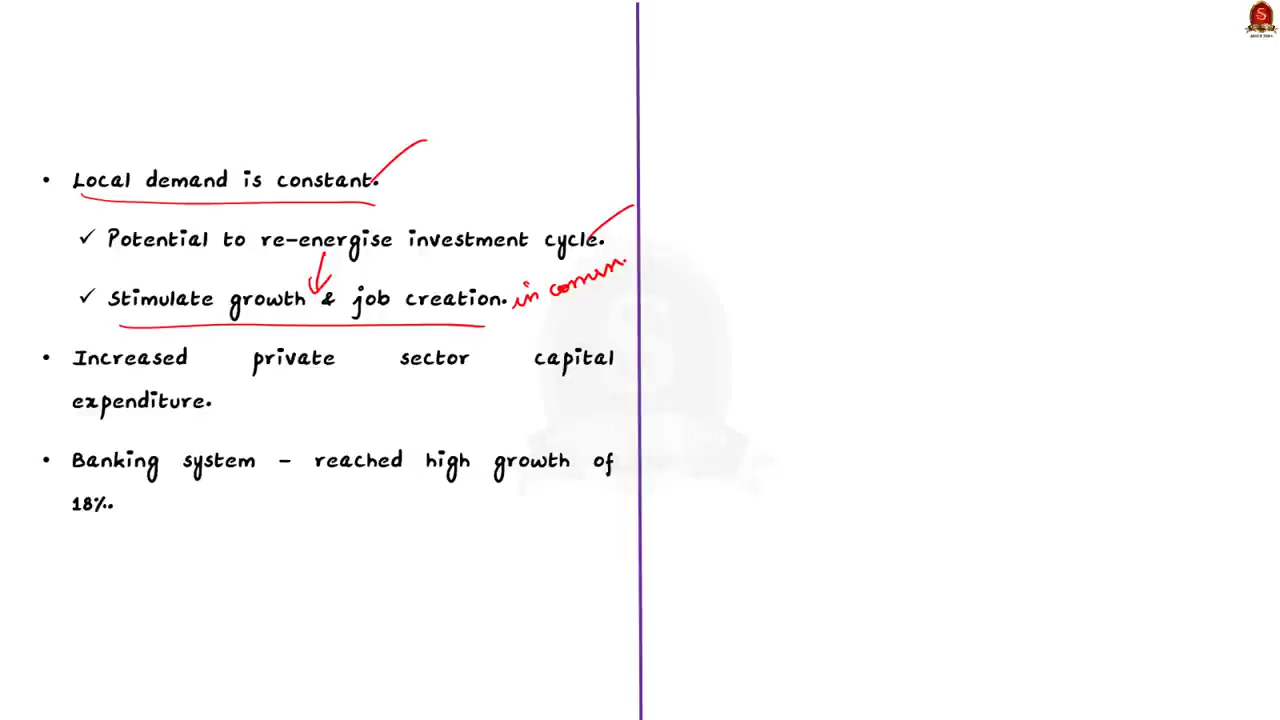 • Local demand is constant.
✓ Potential to re-energise investment cycle.
✓ Stimulate growth & job creation. in
• Increased private sector capital
expenditure.
• Banking system – reached high growth of
18%.